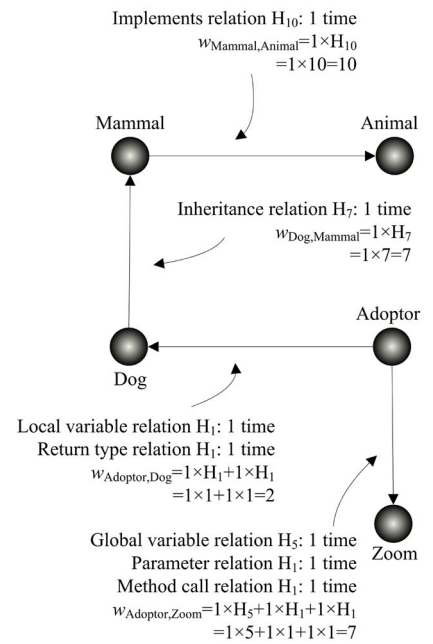 Implements relation H₁₀: 1 time
w_Mammal,Animal=1×H₁₀
=1×10=10
Mammal
Animal
Inheritance relation H₇: 1 time
w_Dog,Mammal=1×H₇
=1×7=7
Adoptor
Dog
Local variable relation H₁: 1 time
Return type relation H₁: 1 time
w_Adoptor,Dog=1×H₁+1×H₁
=1×1+1×1=2
Zoom
Global variable relation H₅: 1 time
Parameter relation H₁: 1 time
Method call relation H₁: 1 time
w_Adoptor,Zoom=1×H₅+1×H₁+1×H₁
=1×5+1×1+1×1=7